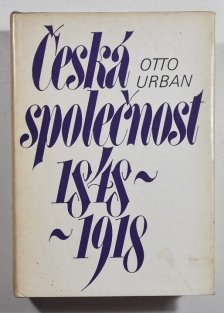 Česká
OTTO
URBAN
společnost
1848~
~1918